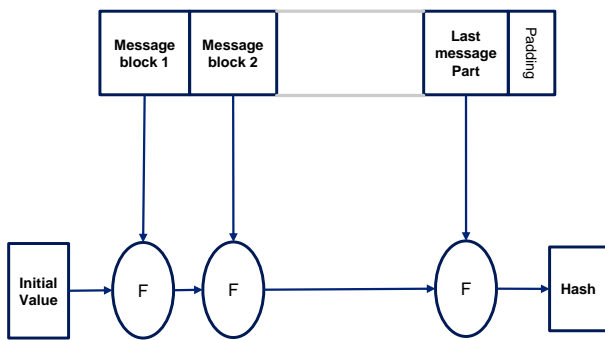 Message
block 1
Message
block 2
Last
message
Part
Padding
Initial
Value
F
F
F
Hash